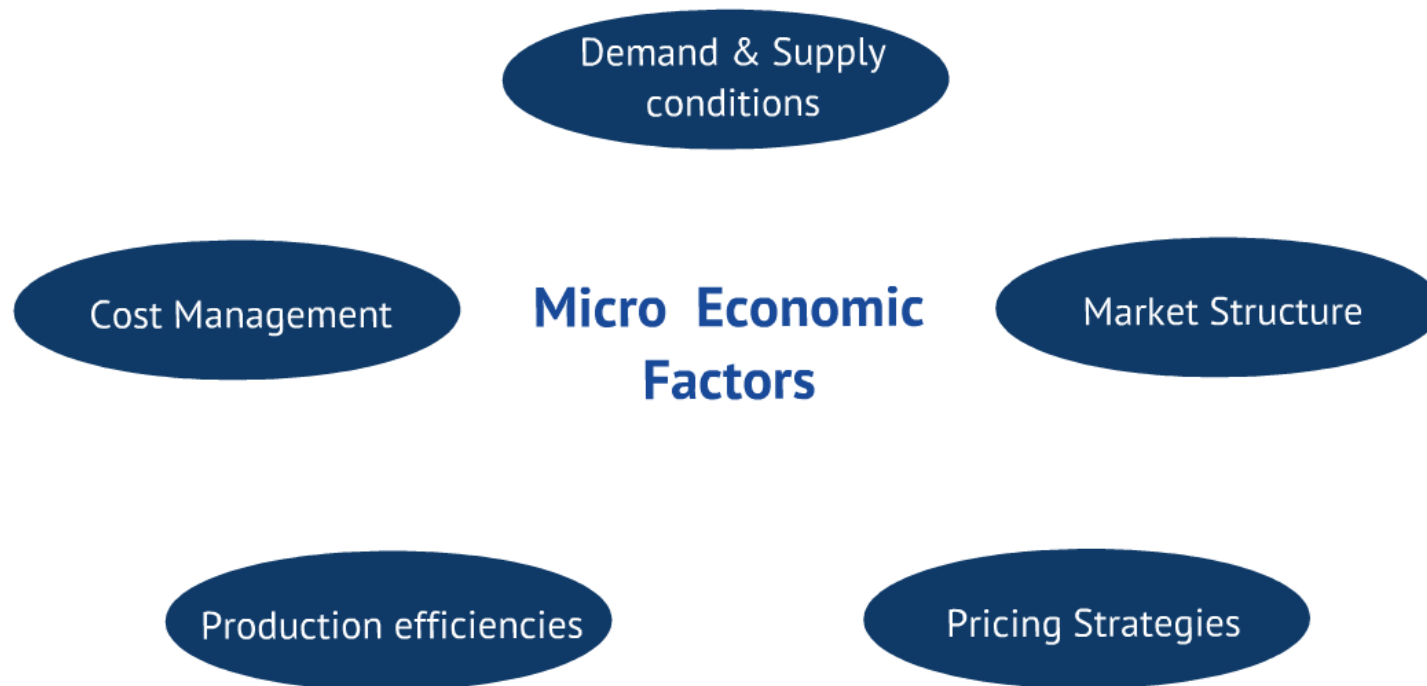 Demand & Supply
conditions
Cost Management
Micro Economic
Factors
Market Structure
Production efficiencies
Pricing Strategies